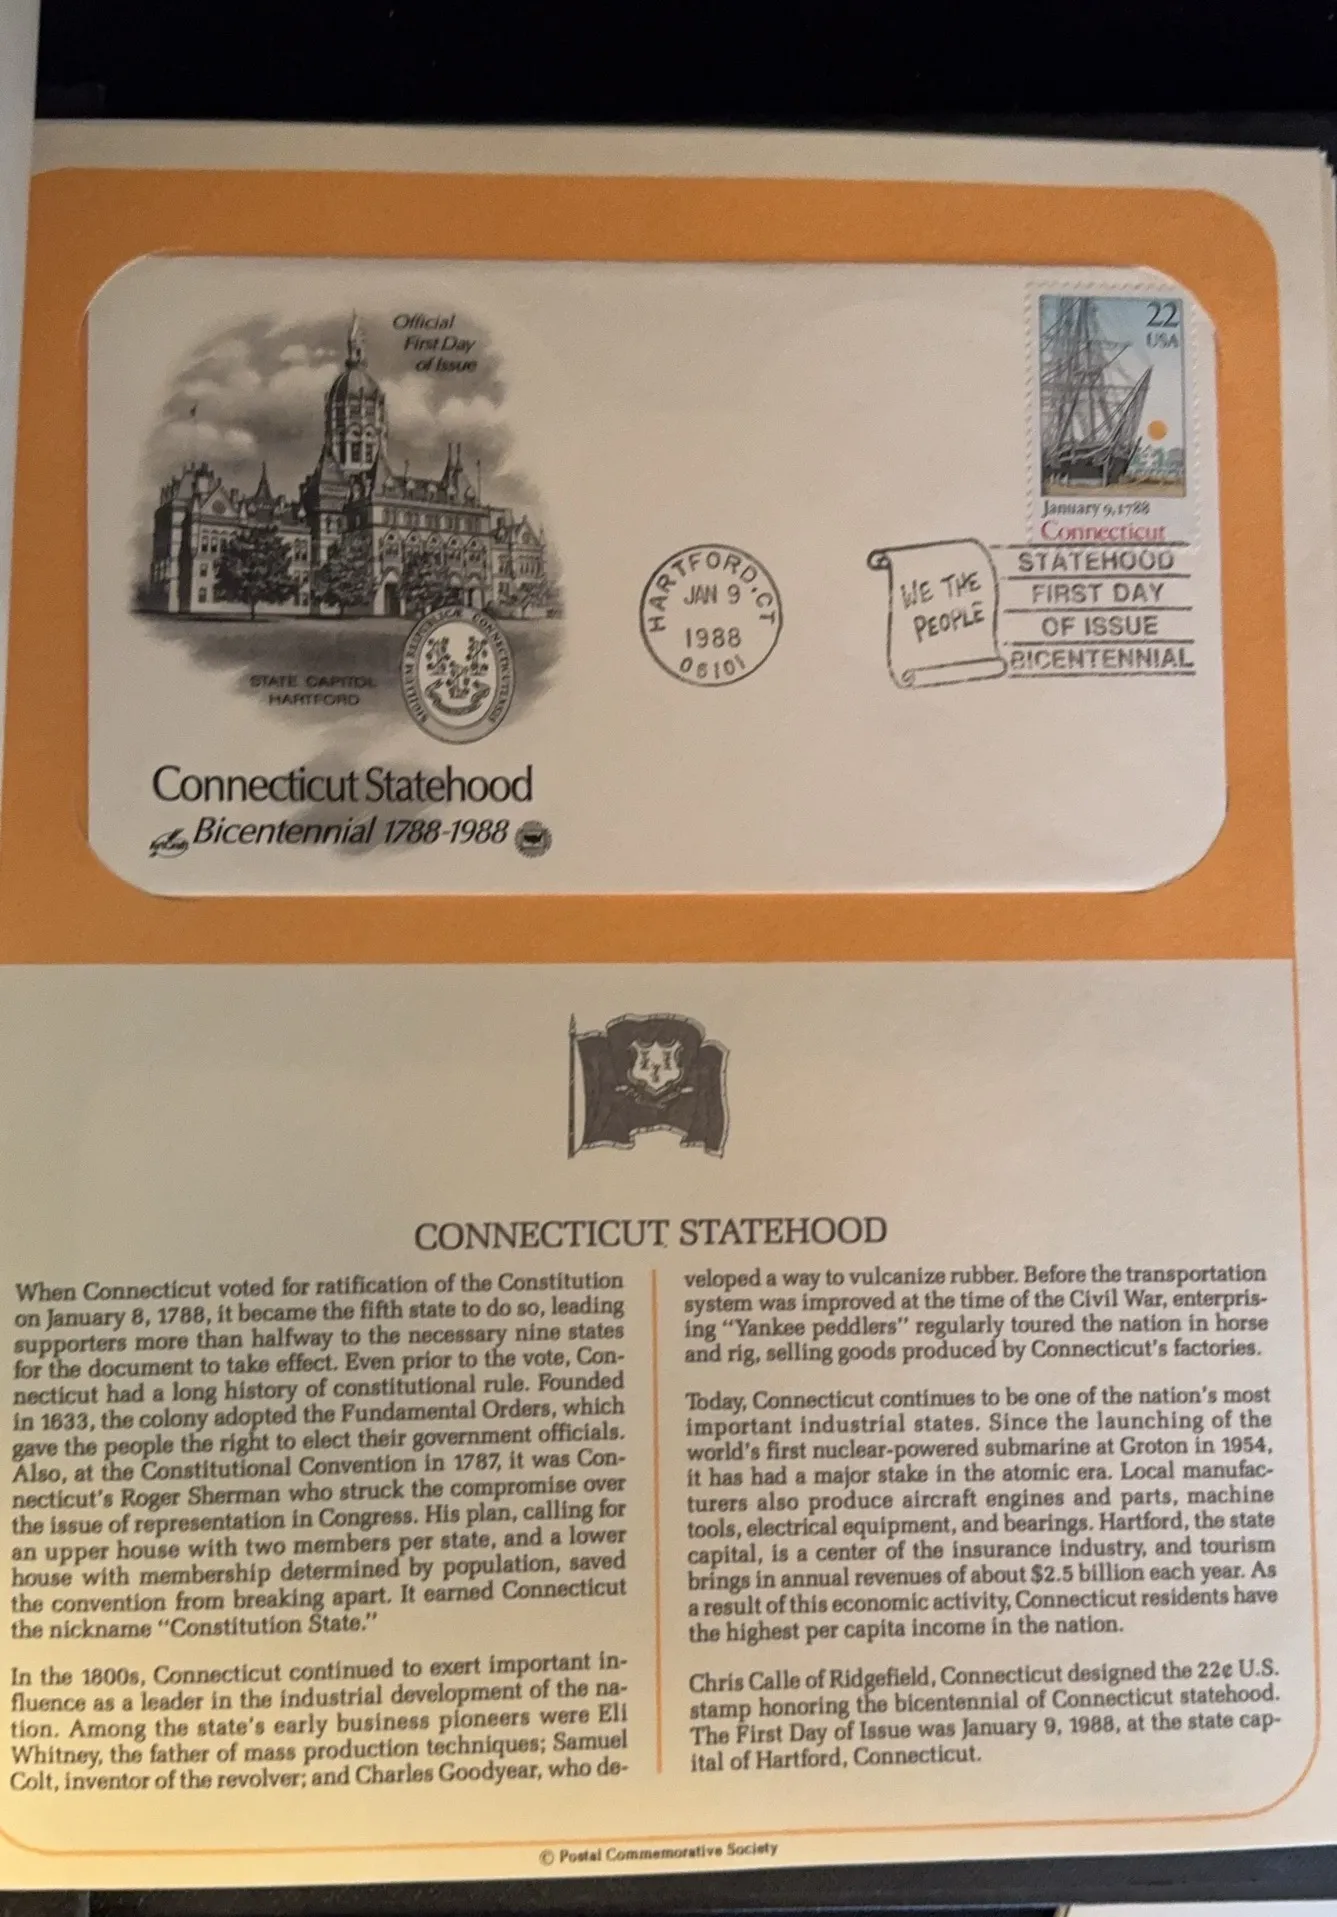 Official
First Day
of Issue
22
USA
January 9, 1788
Connecticut
HARTFORD, CT
JAN 9
1988
06101
WE THE
PEOPLE
STATEHOOD
FIRST DAY
OF ISSUE
BICENTENNIAL
SIGILLUM REIPUBLICÆ CONNECTICUTENSIS
STATE CAPITOL
HARTFORD
Connecticut Statehood
Bicentennial 1788-1988
CONNECTICUT STATEHOOD
When Connecticut voted for ratification of the Constitution
on January 8, 1788, it became the fifth state to do so, leading
supporters more than halfway to the necessary nine states
for the document to take effect. Even prior to the vote, Con-
necticut had a long history of constitutional rule. Founded
in 1633, the colony adopted the Fundamental Orders, which
gave the people the right to elect their government officials.
Also, at the Constitutional Convention in 1787, it was Con-
necticut's Roger Sherman who struck the compromise over
the issue of representation in Congress. His plan, calling for
an upper house with two members per state, and a lower
house with membership determined by population, saved
the convention from breaking apart. It earned Connecticut
the nickname “Constitution State.”
In the 1800s, Connecticut continued to exert important in-
fluence as a leader in the industrial development of the na-
tion. Among the state's early business pioneers were Eli
Whitney, the father of mass production techniques; Samuel
Colt, inventor of the revolver; and Charles Goodyear, who de-
veloped a way to vulcanize rubber. Before the transportation
system was improved at the time of the Civil War, enterpris-
ing “Yankee peddlers” regularly toured the nation in horse
and rig, selling goods produced by Connecticut's factories.
Today, Connecticut continues to be one of the nation's most
important industrial states. Since the launching of the
world's first nuclear-powered submarine at Groton in 1954,
it has had a major stake in the atomic era. Local manufac-
turers also produce aircraft engines and parts, machine
tools, electrical equipment, and bearings. Hartford, the state
capital, is a center of the insurance industry, and tourism
brings in annual revenues of about $2.5 billion each year. As
a result of this economic activity, Connecticut residents have
the highest per capita income in the nation.
Chris Calle of Ridgefield, Connecticut designed the 22¢ U.S.
stamp honoring the bicentennial of Connecticut statehood.
The First Day of Issue was January 9, 1988, at the state cap-
ital of Hartford, Connecticut.
© Postal Commemorative Society